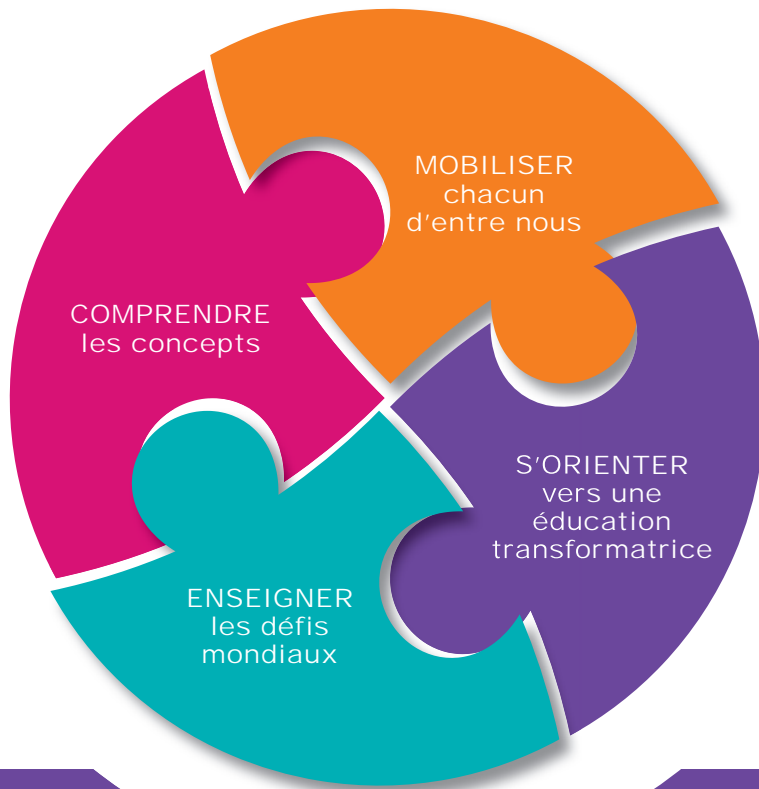 MOBILISER
chacun
d'entre nous
COMPRENDRE
les concepts
S'ORIENTER
vers une
éducation
transformatrice
ENSEIGNER
les défis
mondiaux